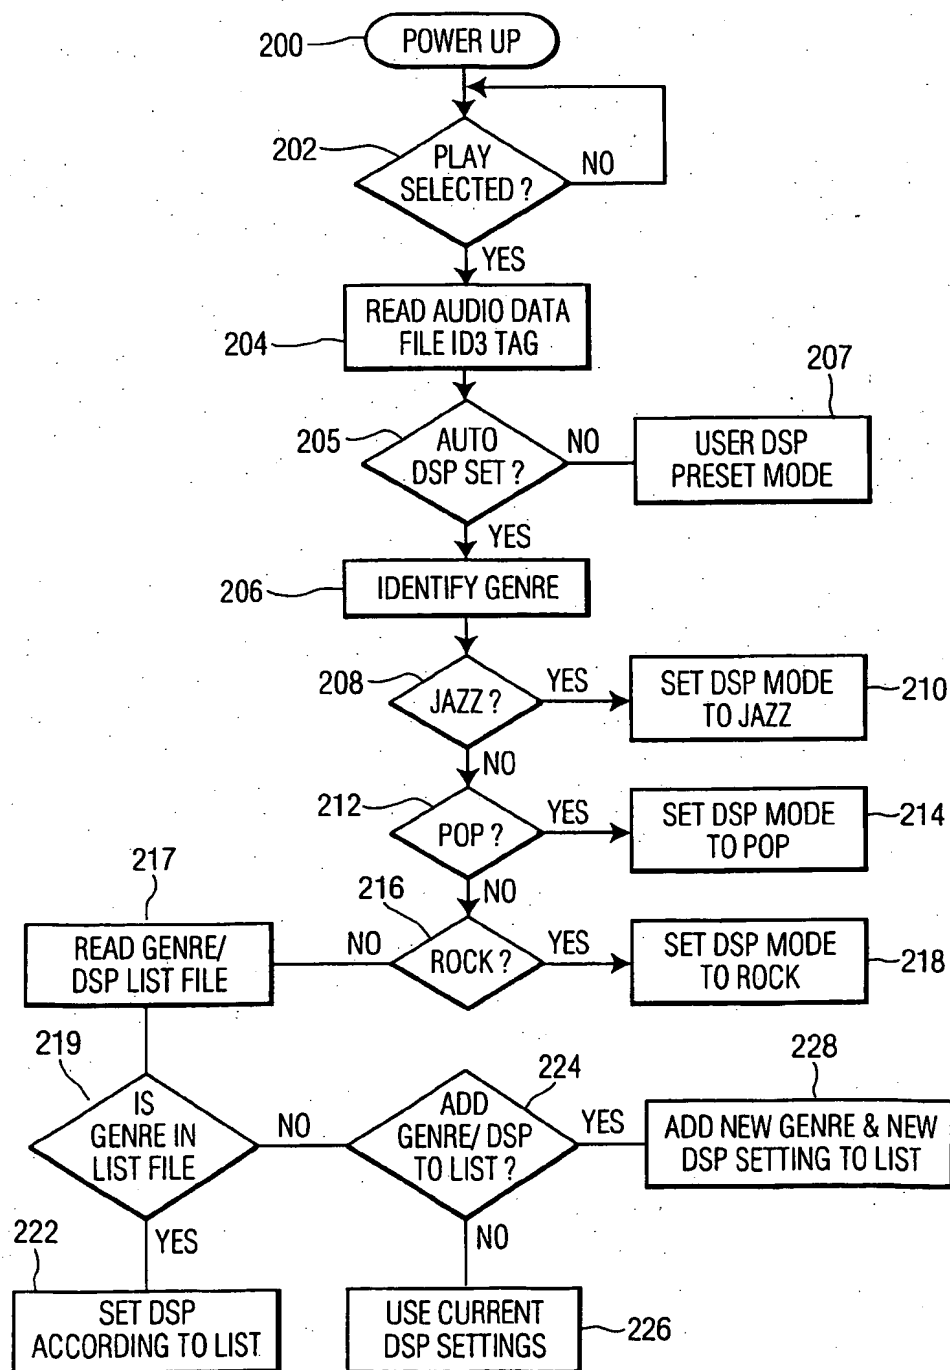 200
POWER UP
202
PLAY
SELECTED ?
NO
YES
204
READ AUDIO DATA
FILE ID3 TAG
205
AUTO
DSP SET ?
NO
207
USER DSP
PRESET MODE
YES
206
IDENTIFY GENRE
208
JAZZ ?
YES
SET DSP MODE
TO JAZZ
210
NO
212
POP ?
YES
SET DSP MODE
TO POP
214
NO
216
ROCK ?
YES
SET DSP MODE
TO ROCK
218
NO
217
READ GENRE/
DSP LIST FILE
219
IS
GENRE IN
LIST FILE
NO
224
ADD
GENRE/ DSP
TO LIST ?
YES
228
ADD NEW GENRE & NEW
DSP SETTING TO LIST
222
YES
SET DSP
ACCORDING TO LIST
NO
USE CURRENT
DSP SETTINGS
226